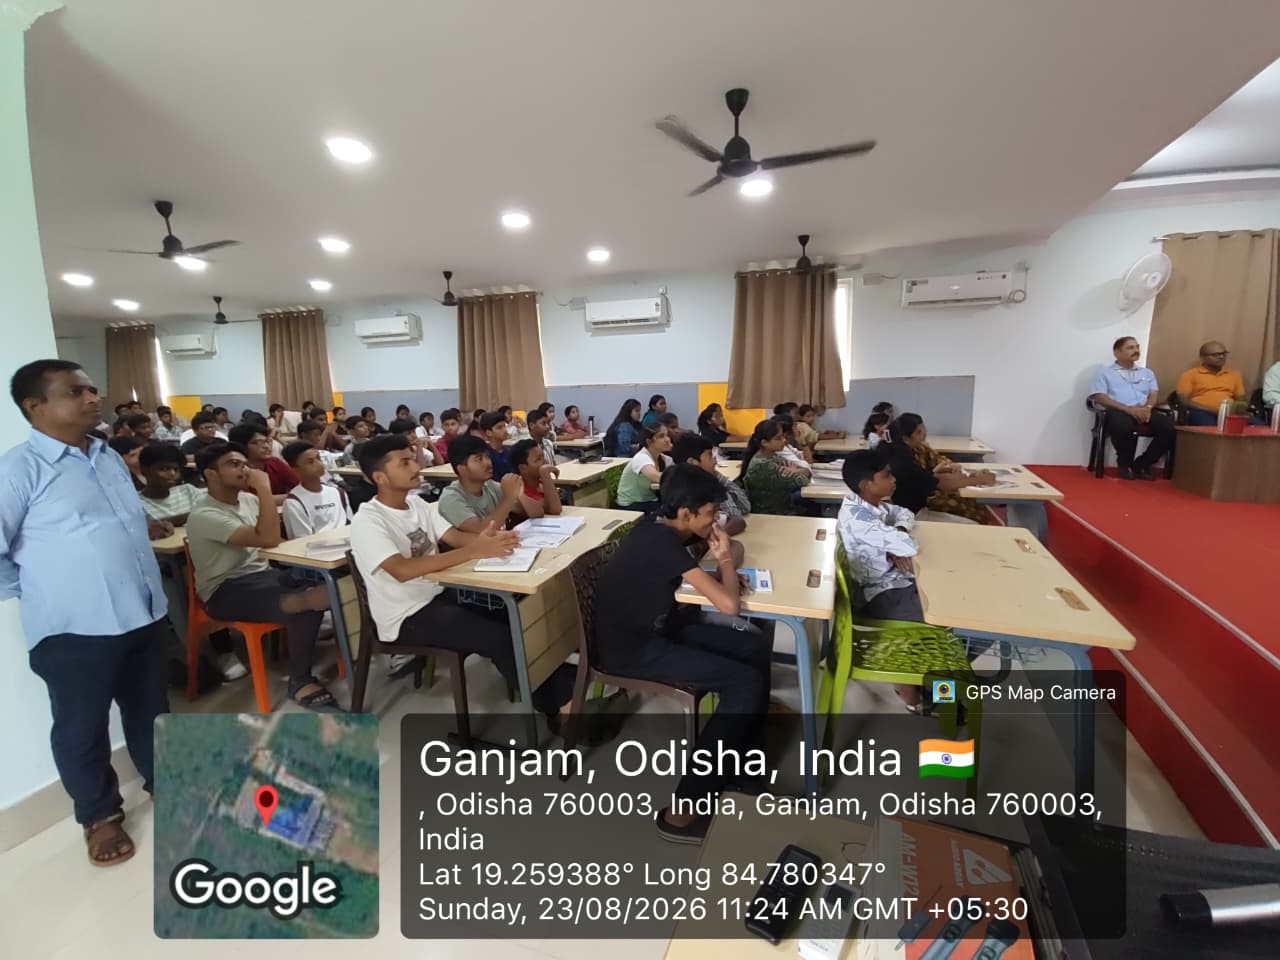 GPS Map Camera
Ganjam, Odisha, India 🇮🇳
, Odisha 760003, India, Ganjam, Odisha 760003,
India
Lat 19.259388° Long 84.780347°
Sunday, 23/08/2026 11:24 AM GMT +05:30
Google